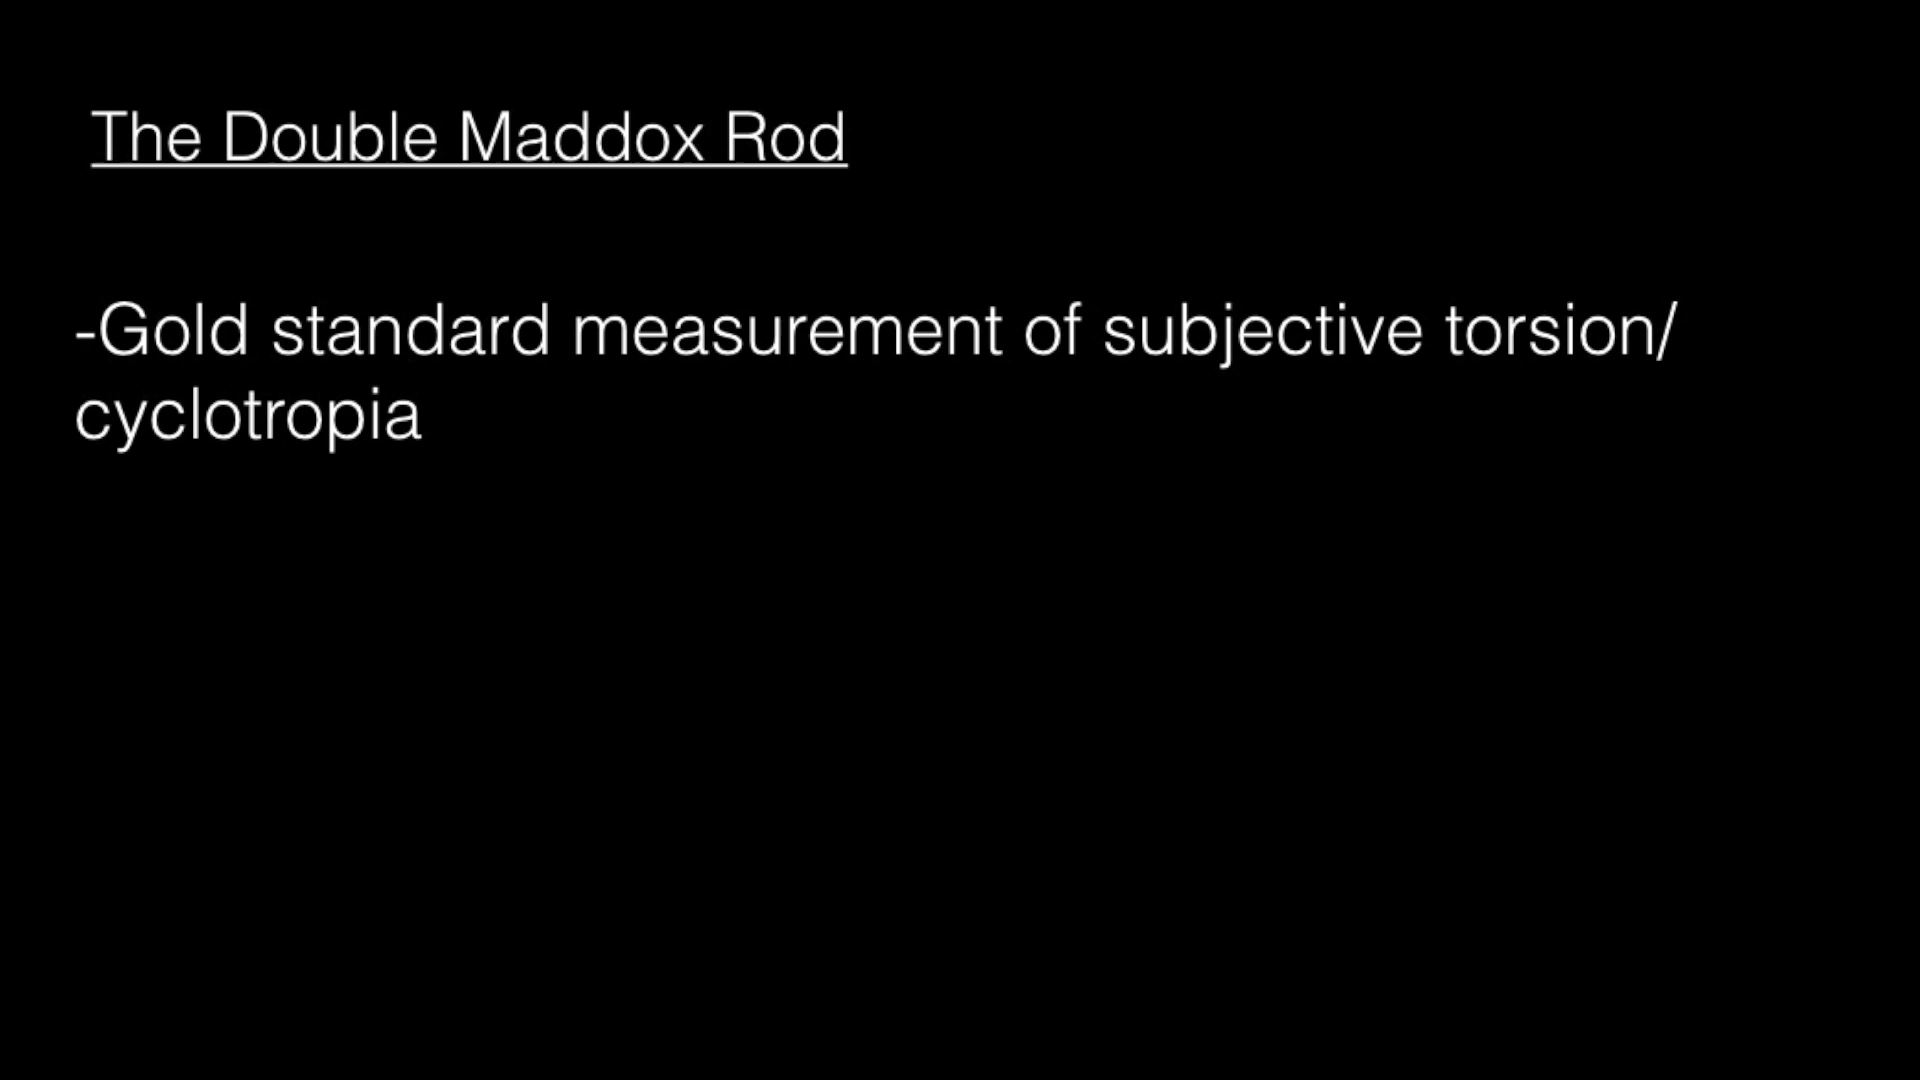 The Double Maddox Rod
-Gold standard measurement of subjective torsion/
cyclotropia